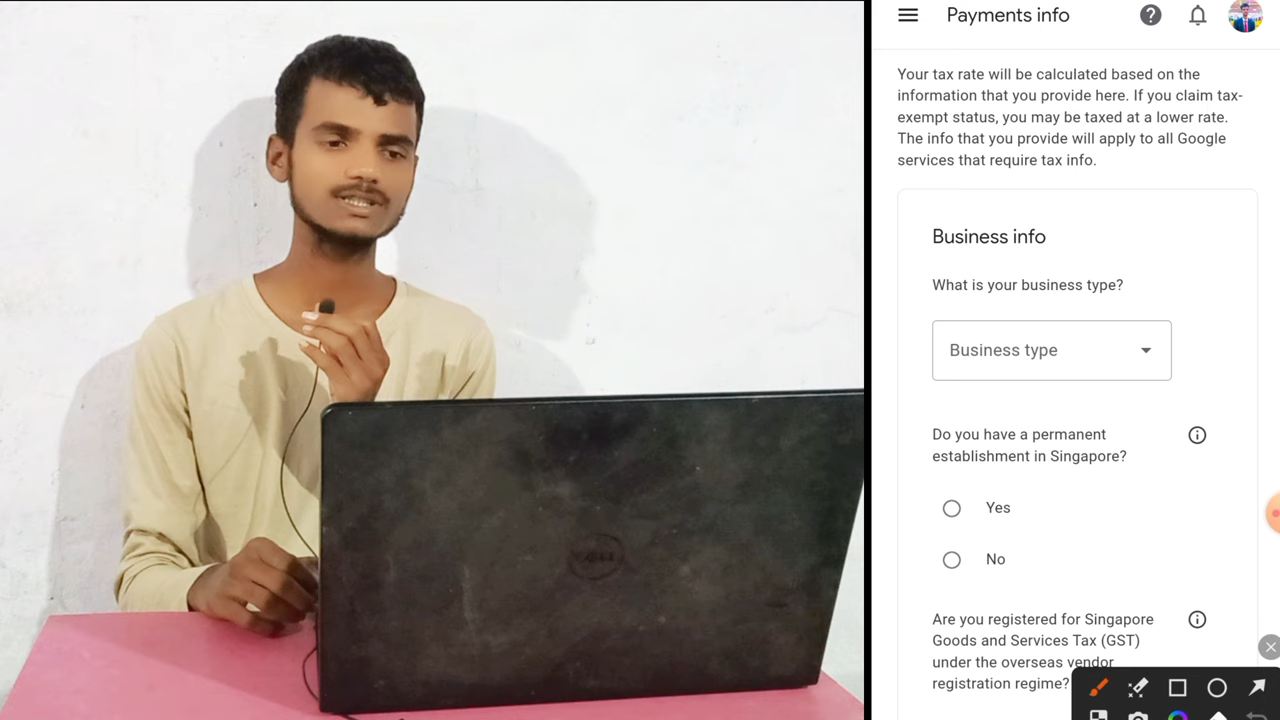 Payments info
Your tax rate will be calculated based on the
information that you provide here. If you claim tax-
exempt status, you may be taxed at a lower rate.
The info that you provide will apply to all Google
services that require tax info.
Business info
What is your business type?
Business type
Do you have a permanent
establishment in Singapore?
Yes
No
Are you registered for Singapore
Goods and Services Tax (GST)
under the overseas vendor
registration regime?
DELL